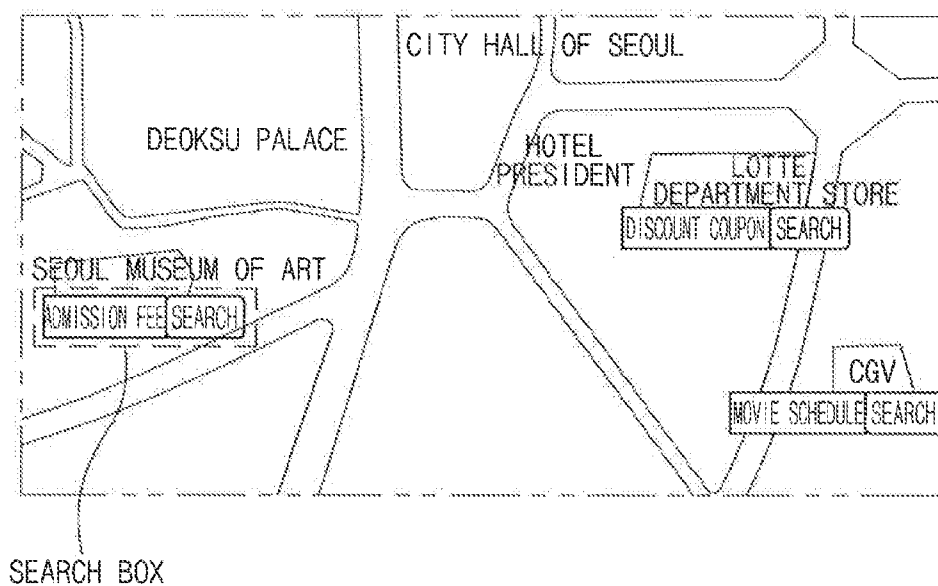 CITY HALL OF SEOUL
DEOKSU PALACE
HOTEL
PRESIDENT
LOTTE
DEPARTMENT STORE
DISCOUNT COUPON SEARCH
SEOUL MUSEUM OF ART
ADMISSION FEE SEARCH
CGV
MOVIE SCHEDULE SEARCH
SEARCH BOX